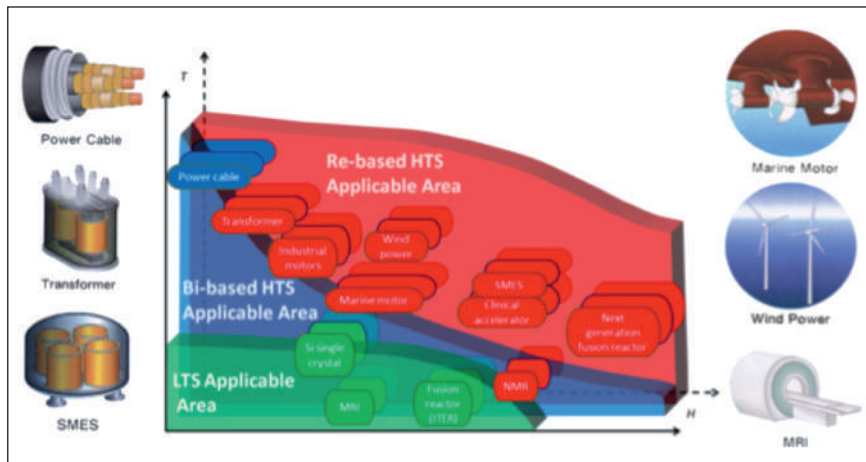 Power Cable
Transformer
SMES
T
Re-based HTS
Applicable Area
Power cable
Transformer
Industrial
motors
Wind
power
Marine motor
SMES
Clinical
accelerator
Next
generation
fusion reactor
Bi-based HTS
Applicable Area
Si single
crystal
LTS Applicable
Area
MRI
Fusion
reactor
(ITER)
NMR
H
Marine Motor
Wind Power
MRI